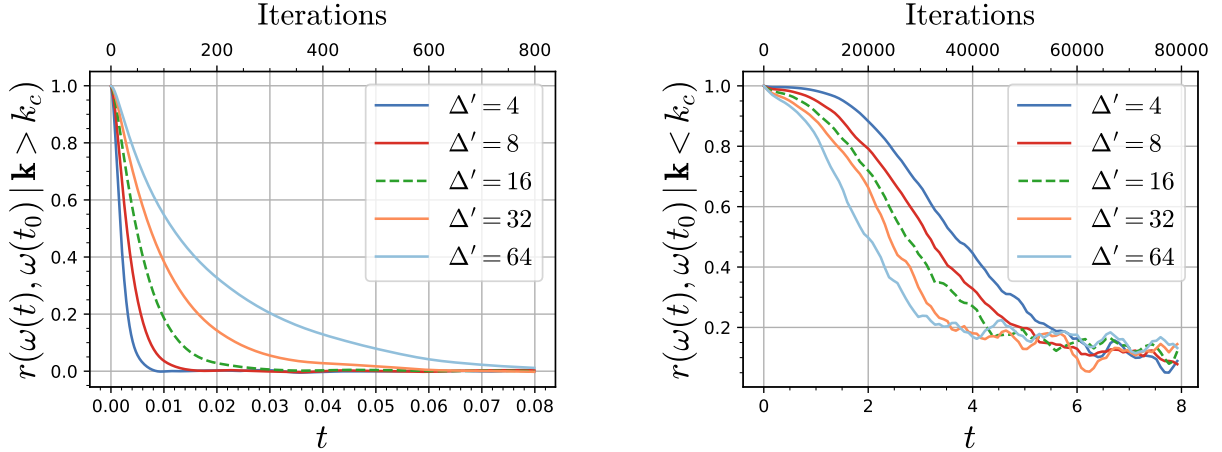 Iterations
0 200 400 600 800
r(ω(t), ω(t₀) | **k** > k_c)
1.0
0.8
0.6
0.4
0.2
0.0
Δ′ = 4
Δ′ = 8
Δ′ = 16
Δ′ = 32
Δ′ = 64
0.00 0.01 0.02 0.03 0.04 0.05 0.06 0.07 0.08
t
Iterations
0 20000 40000 60000 80000
r(ω(t), ω(t₀) | **k** < k_c)
1.0
0.8
0.6
0.4
0.2
Δ′ = 4
Δ′ = 8
Δ′ = 16
Δ′ = 32
Δ′ = 64
0 2 4 6 8
t